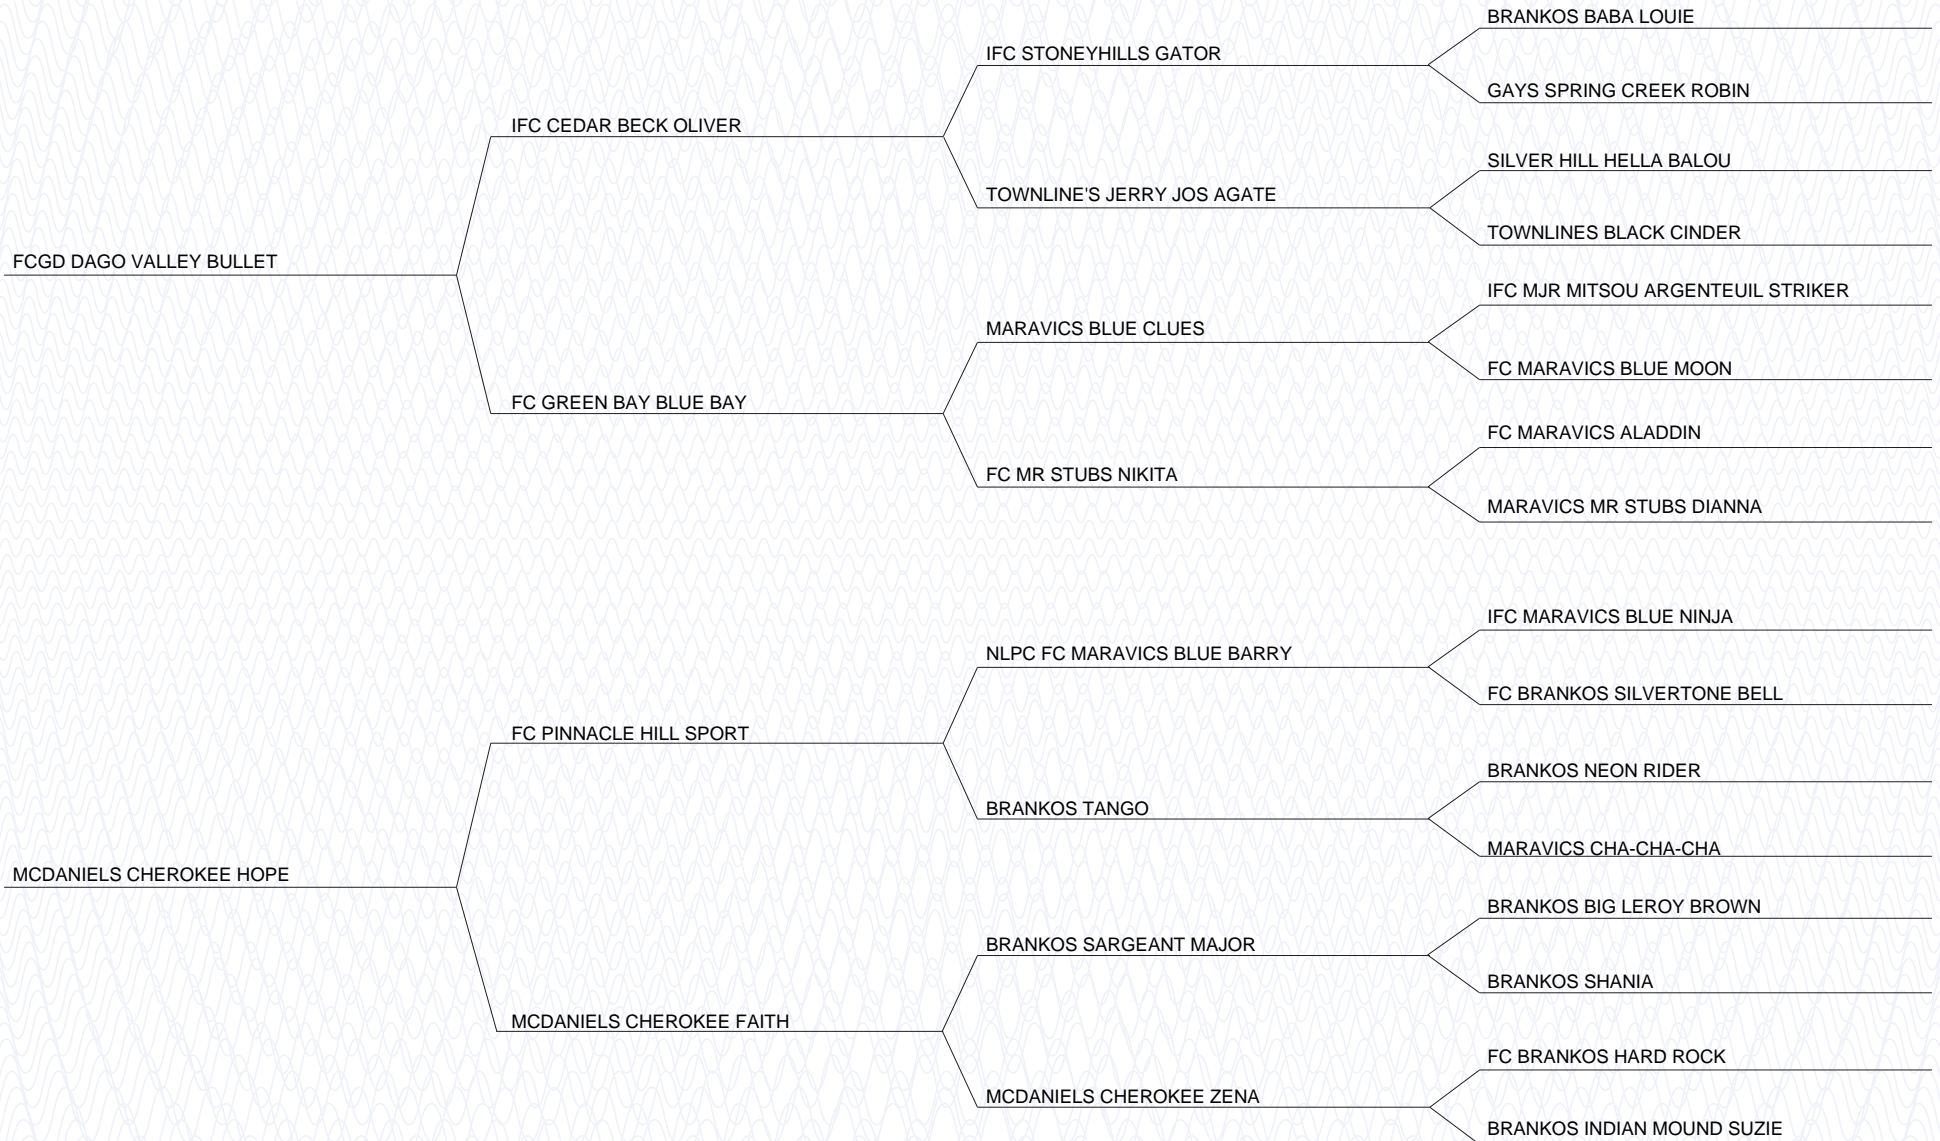 BRANKOS BABA LOUIE
IFC STONEYHILLS GATOR
GAYS SPRING CREEK ROBIN
IFC CEDAR BECK OLIVER
SILVER HILL HELLA BALOU
TOWNLINE'S JERRY JOS AGATE
TOWNLINES BLACK CINDER
FCGD DAGO VALLEY BULLET
IFC MJR MITSOU ARGENTEUIL STRIKER
MARAVICS BLUE CLUES
FC MARAVICS BLUE MOON
FC GREEN BAY BLUE BAY
FC MARAVICS ALADDIN
FC MR STUBS NIKITA
MARAVICS MR STUBS DIANNA
IFC MARAVICS BLUE NINJA
NLPC FC MARAVICS BLUE BARRY
FC BRANKOS SILVERTONE BELL
FC PINNACLE HILL SPORT
BRANKOS NEON RIDER
BRANKOS TANGO
MARAVICS CHA-CHA-CHA
MCDANIELS CHEROKEE HOPE
BRANKOS BIG LEROY BROWN
BRANKOS SARGEANT MAJOR
BRANKOS SHANIA
MCDANIELS CHEROKEE FAITH
FC BRANKOS HARD ROCK
MCDANIELS CHEROKEE ZENA
BRANKOS INDIAN MOUND SUZIE